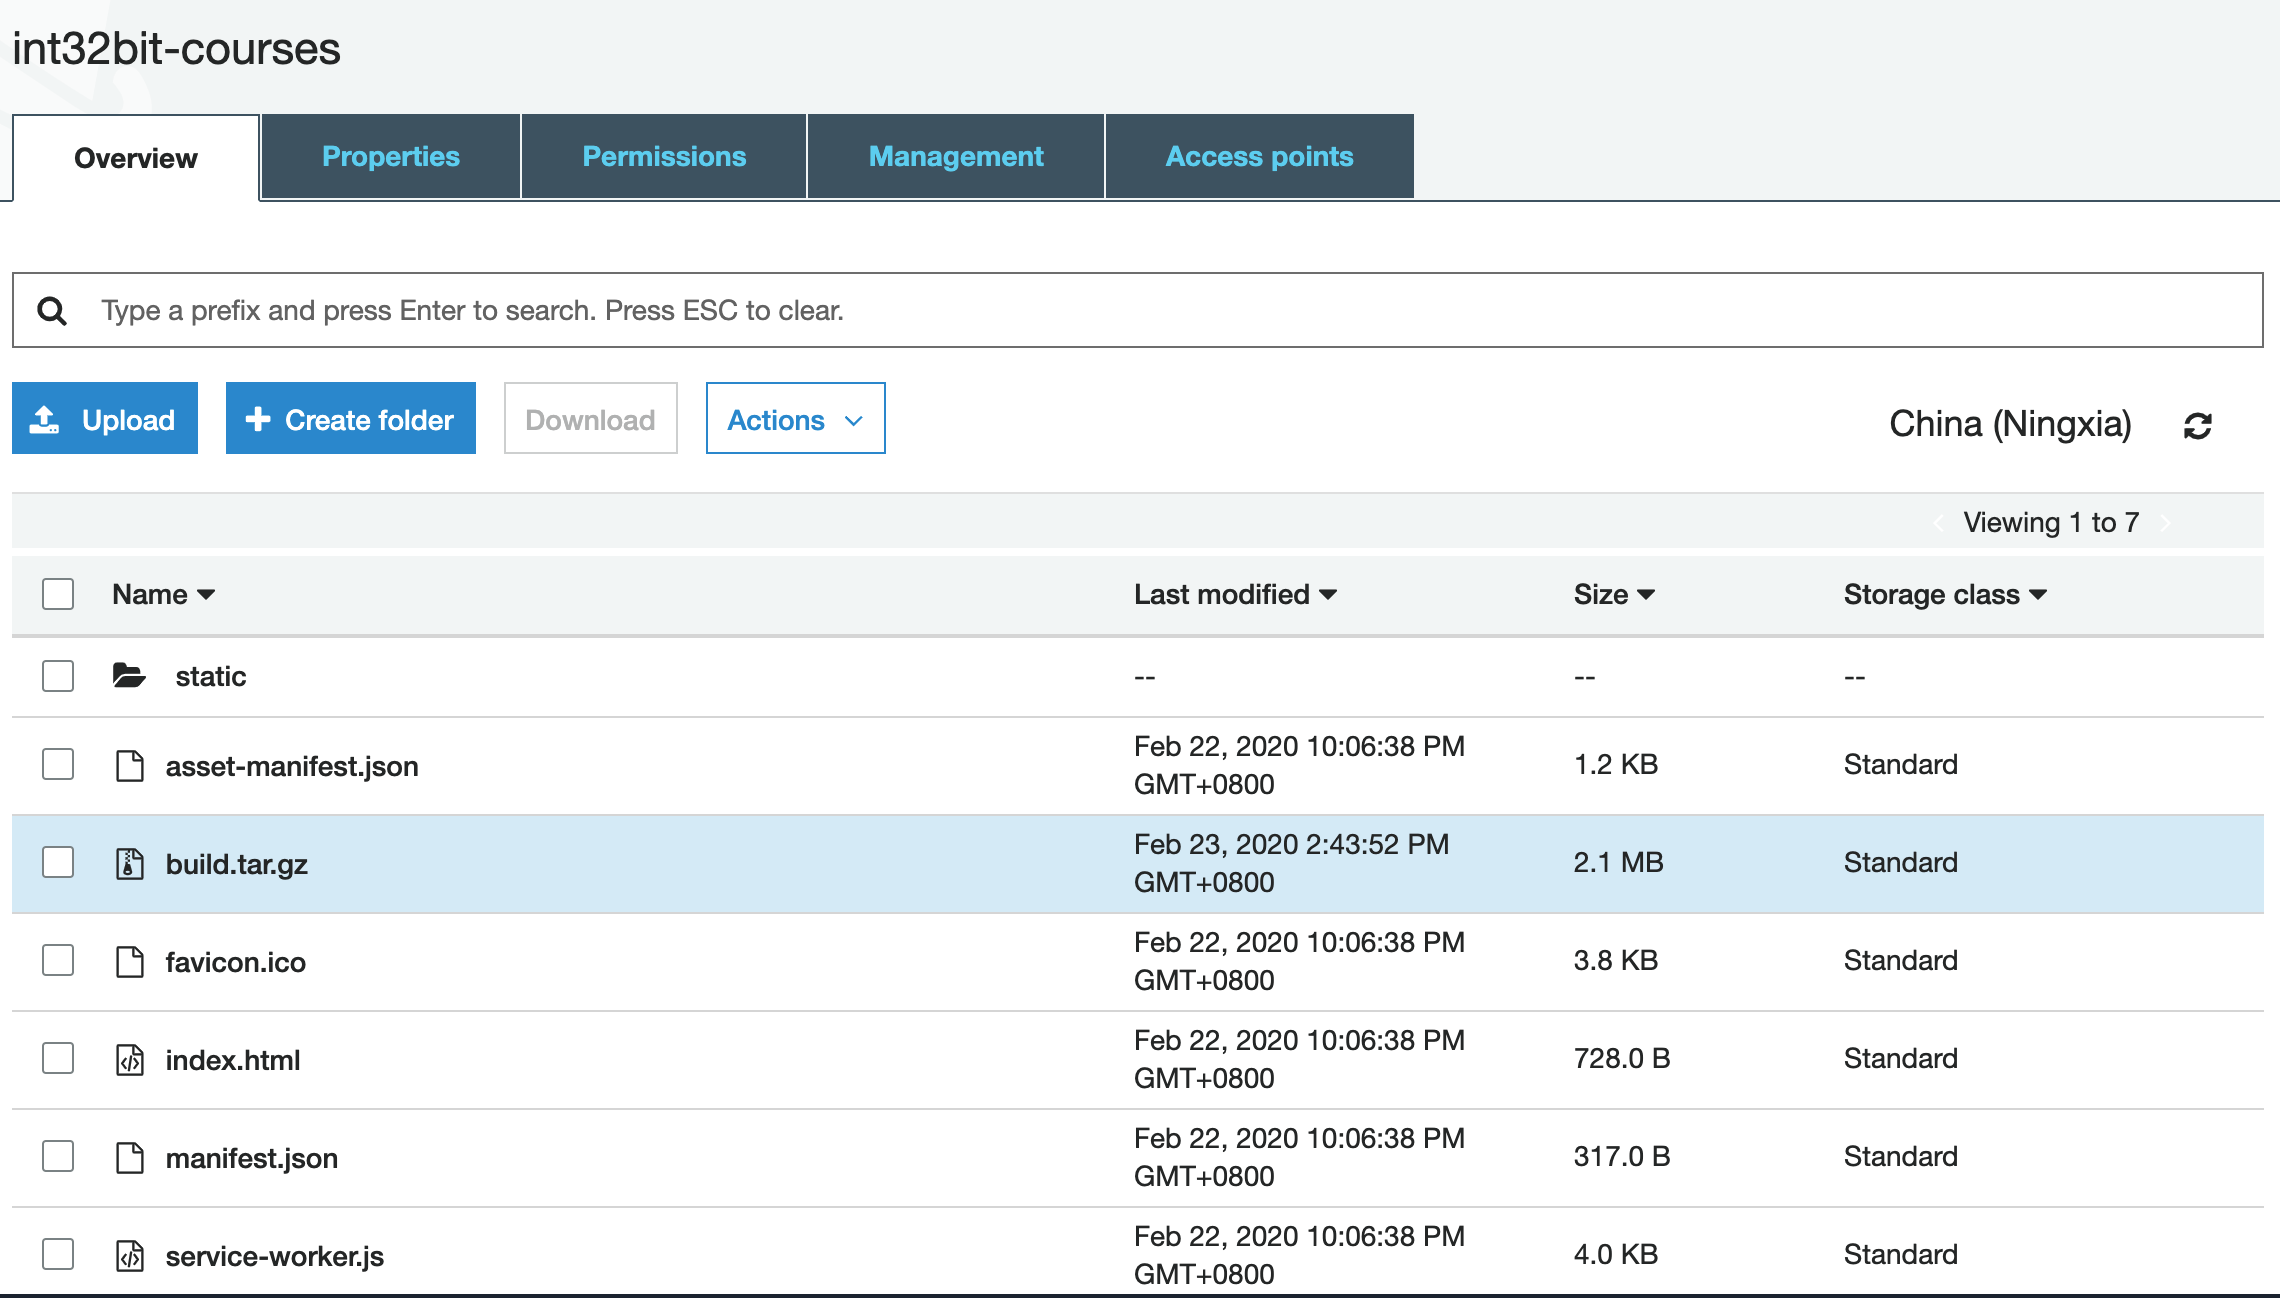 int32bit-courses
Overview
Properties
Permissions
Management
Access points
Type a prefix and press Enter to search. Press ESC to clear.
Upload
Create folder
Download
Actions
China (Ningxia)
Viewing 1 to 7
Name Last modified Size Storage class
static -- -- --
asset-manifest.json Feb 22, 2020 10:06:38 PM GMT+0800 1.2 KB Standard
build.tar.gz Feb 23, 2020 2:43:52 PM GMT+0800 2.1 MB Standard
favicon.ico Feb 22, 2020 10:06:38 PM GMT+0800 3.8 KB Standard
index.html Feb 22, 2020 10:06:38 PM GMT+0800 728.0 B Standard
manifest.json Feb 22, 2020 10:06:38 PM GMT+0800 317.0 B Standard
service-worker.js Feb 22, 2020 10:06:38 PM GMT+0800 4.0 KB Standard